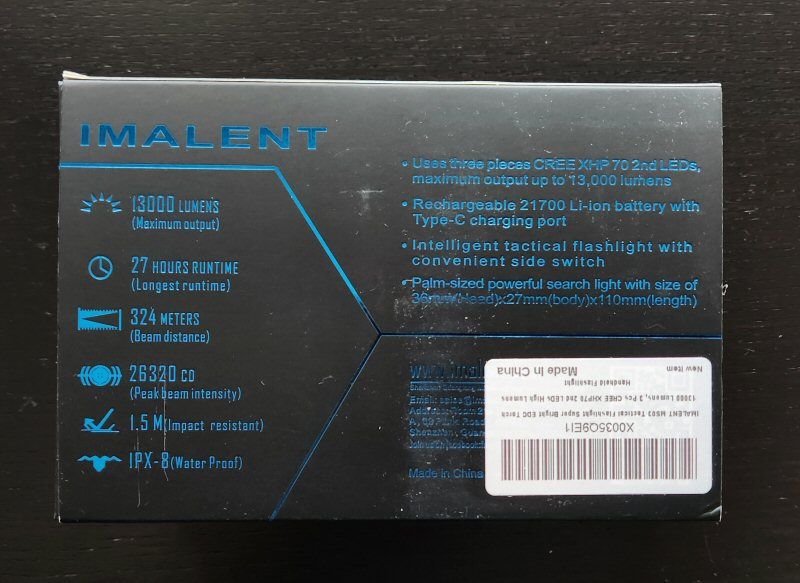 IMALENT
13000 LUMENS
(Maximum output)
27 HOURS RUNTIME
(Longest runtime)
324 METERS
(Beam distance)
26320 CD
(Peak beam intensity)
1.5 M(Impact resistant)
IPX-8(Water Proof)
• Uses three pieces CREE XHP 70 2nd LEDs,
maximum output up to 13,000 lumens
• Rechargeable 21700 Li-ion battery with
Type-C charging port
• Intelligent tactical flashlight with
convenient side switch
• Palm-sized powerful search light with size of
36mm(Head)x27mm(body)x110mm(length)
Made in China
X0035Q9EI1
IMALENT MS03 Tactical Flashlight Super Bright EDC Torch
13000 Lumens, 3 Pcs CREE XHP70 2nd LEDs High Lumens
Handheld Flashlight
New Item
Made In China